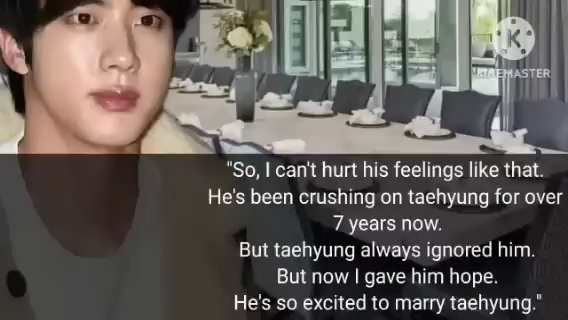 KINEMASTER
"So, I can't hurt his feelings like that.
He's been crushing on taehyung for over
7 years now.
But taehyung always ignored him.
But now I gave him hope.
He's so excited to marry taehyung."